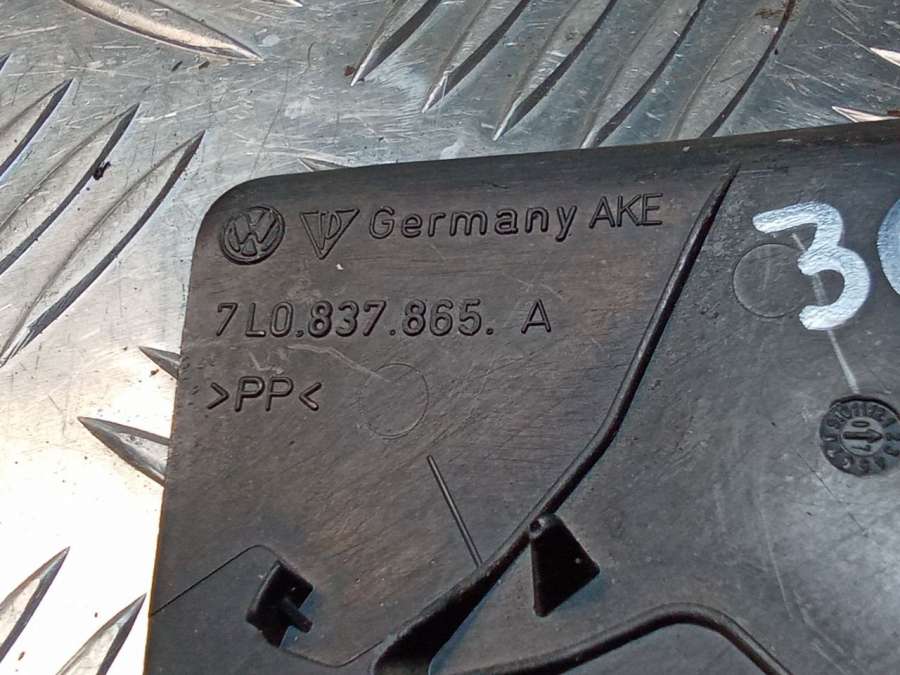 Germany AKE
7L0.837.865. A
>PP<
3